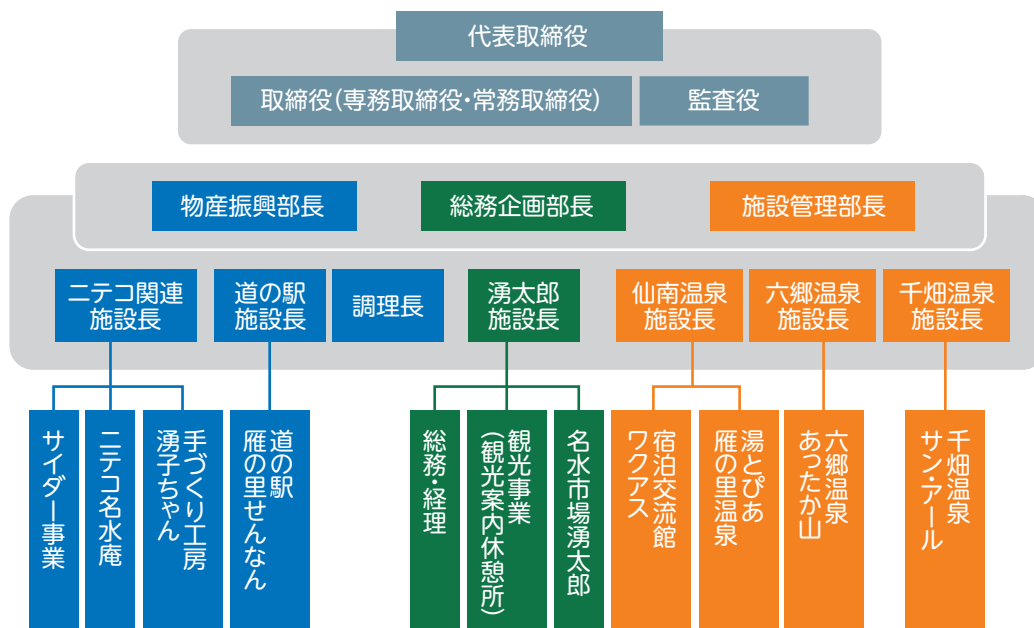 代表取締役
取締役(専務取締役・常務取締役)
監査役
物産振興部長
総務企画部長
施設管理部長
ニテコ関連
施設長
道の駅
施設長
調理長
湧太郎
施設長
仙南温泉
施設長
六郷温泉
施設長
千畑温泉
施設長
サイダー事業
ニテコ名水庵
手づくり工房
湧子ちゃん
道の駅
雁の里せんなん
総務・経理
観光事業
(観光案内休憩所)
名水市場湧太郎
宿泊交流館
ワクアス
湯とぴあ
雁の里温泉
六郷温泉
あったか山
千畑温泉
サン・アール